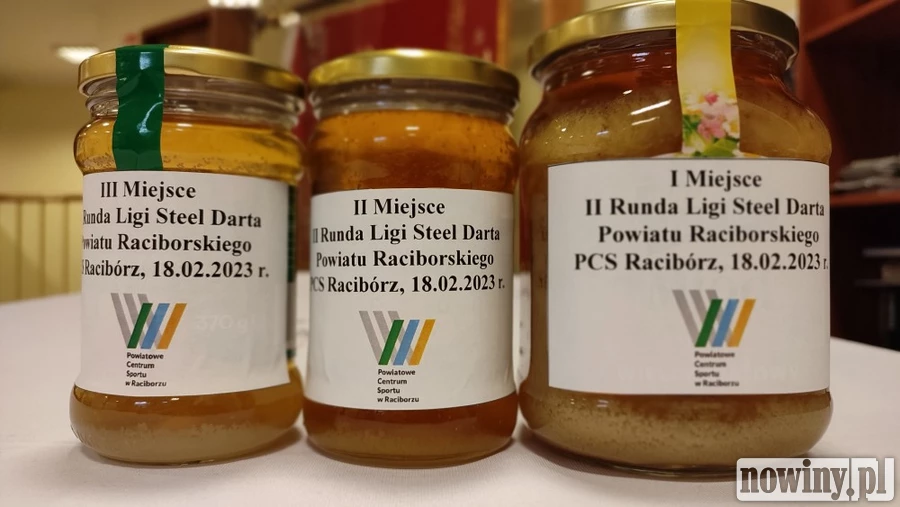 III Miejsce
Runda Ligi Steel Darta
Powiatu Raciborskiego
S Racibórz, 18.02.2023 r.
Powiatowe
Centrum
Sportu
w Raciborzu
II Miejsce
II Runda Ligi Steel Darta
Powiatu Raciborskiego
PCS Racibórz, 18.02.2023 r.
Powiatowe
Centrum
Sportu
w Raciborzu
I Miejsce
II Runda Ligi Steel Darta
Powiatu Raciborskiego
PCS Racibórz, 18.02.2023 r.
Powiatowe
Centrum
Sportu
w Raciborzu
nowiny.pl